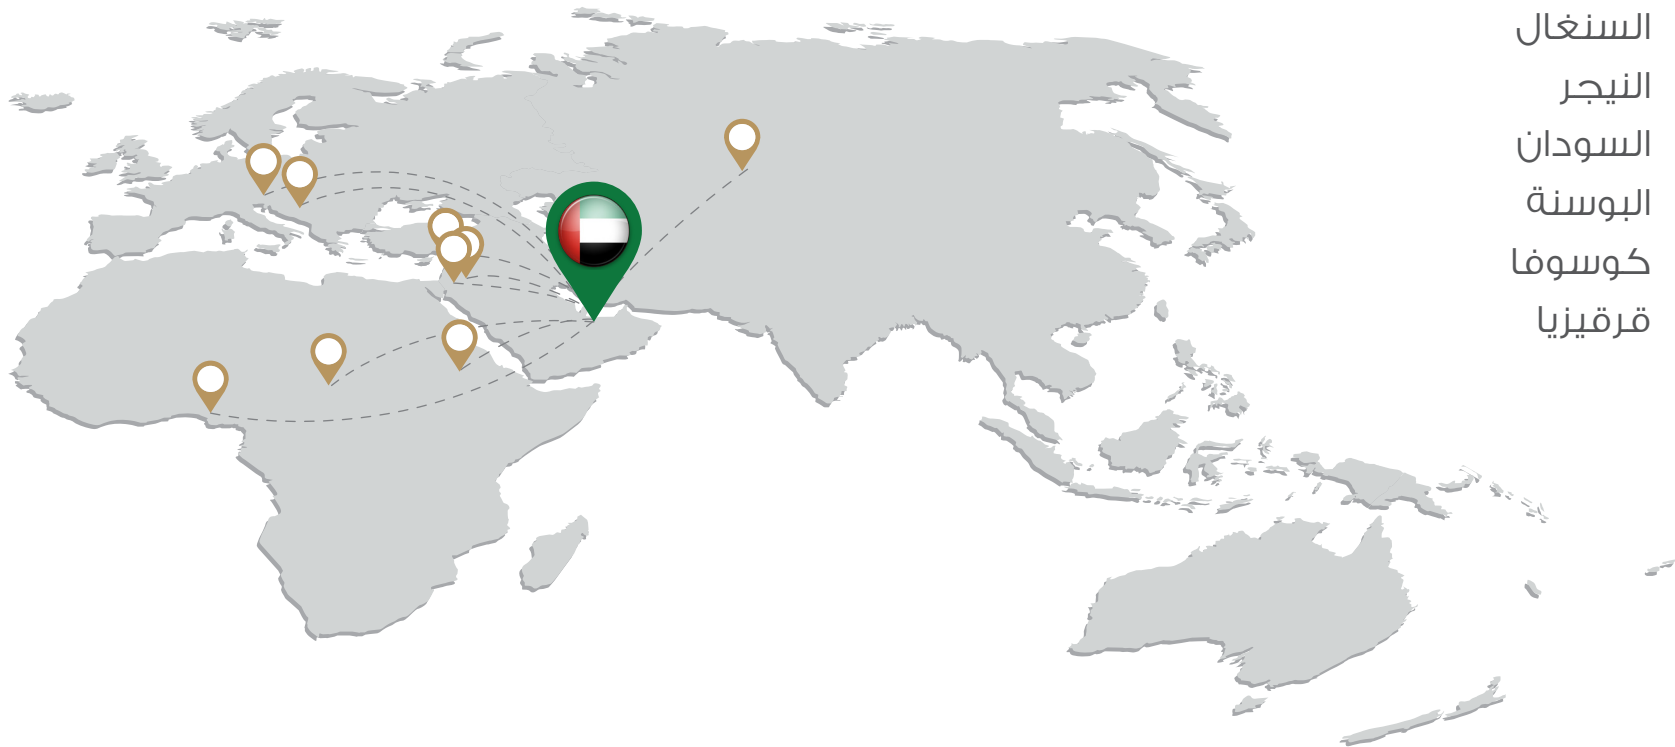 السنغال
النيجر
السودان
البوسنة
كوسوفا
قرقيزيا